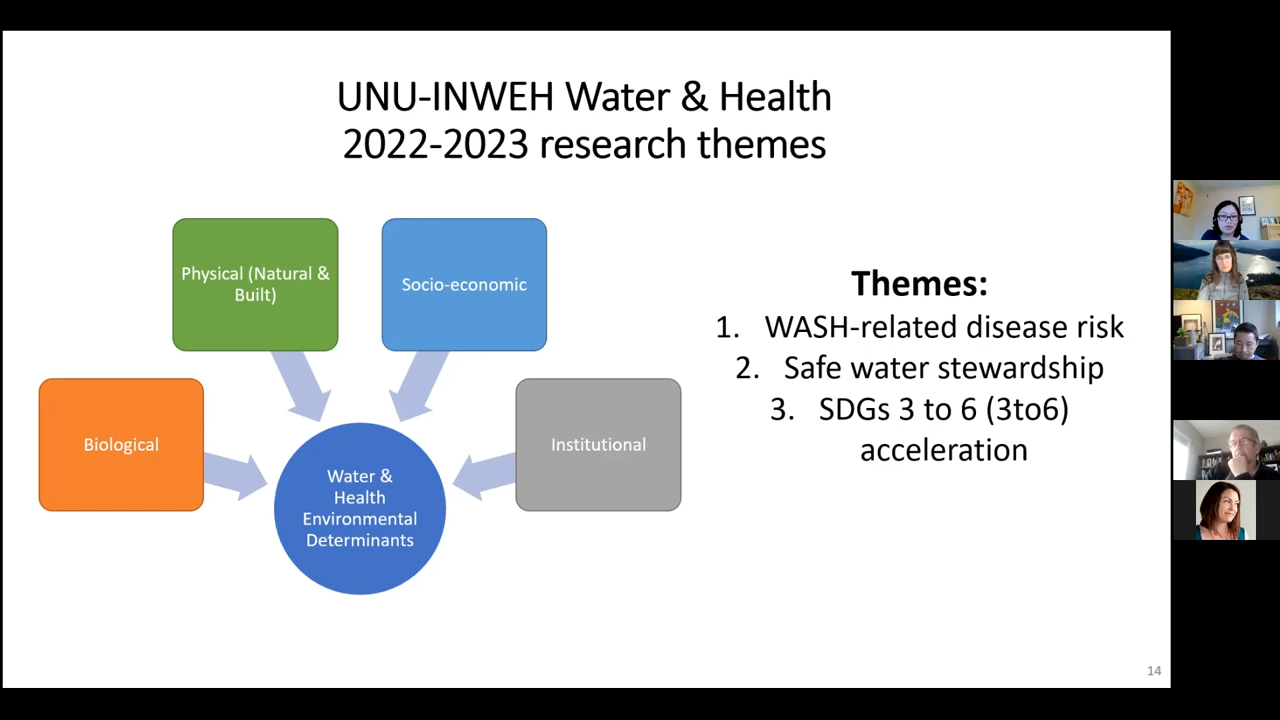 UNU-INWEH Water & Health
2022-2023 research themes
Physical (Natural &
Built)
Socio-economic
Biological
Institutional
Water &
Health
Environmental
Determinants
Themes:
1. WASH-related disease risk
2. Safe water stewardship
3. SDGs 3 to 6 (3to6)
acceleration
14